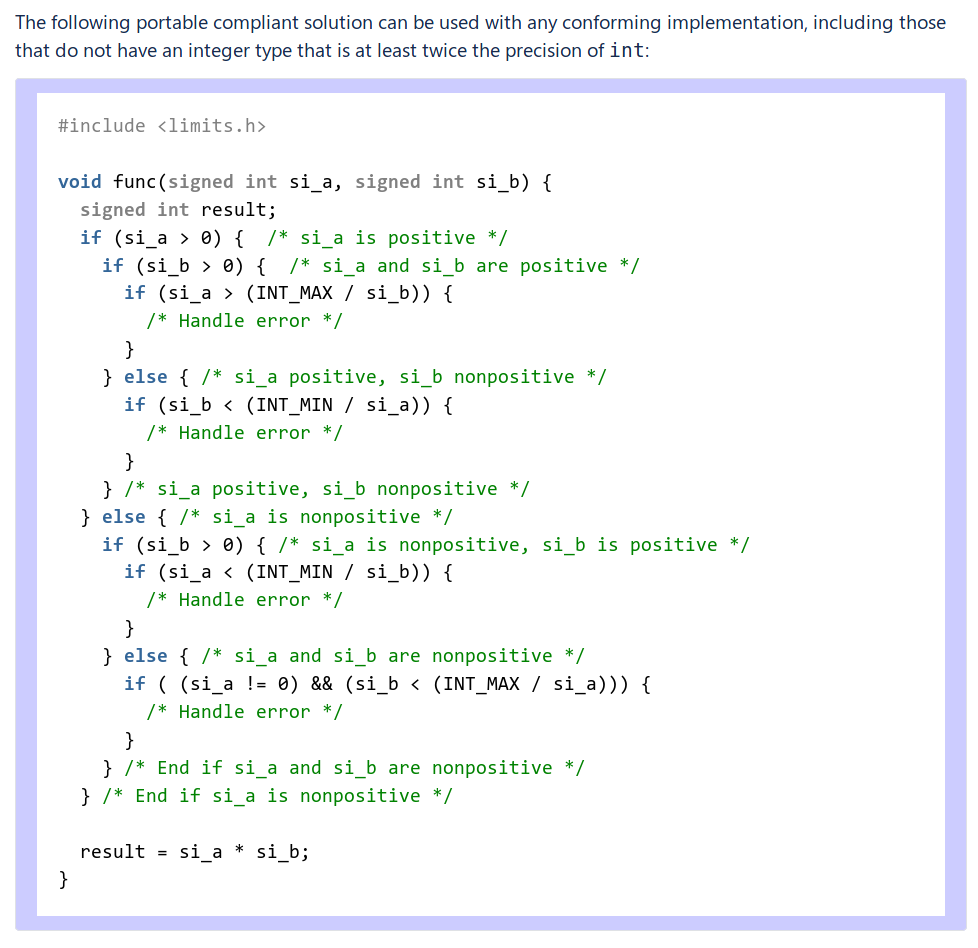 The following portable compliant solution can be used with any conforming implementation, including those
that do not have an integer type that is at least twice the precision of int:
#include <limits.h>

void func(signed int si_a, signed int si_b) {
  signed int result;
  if (si_a > 0) {  /* si_a is positive */
    if (si_b > 0) {  /* si_a and si_b are positive */
      if (si_a > (INT_MAX / si_b)) {
        /* Handle error */
      }
    } else { /* si_a positive, si_b nonpositive */
      if (si_b < (INT_MIN / si_a)) {
        /* Handle error */
      }
    } /* si_a positive, si_b nonpositive */
  } else { /* si_a is nonpositive */
    if (si_b > 0) { /* si_a is nonpositive, si_b is positive */
      if (si_a < (INT_MIN / si_b)) {
        /* Handle error */
      }
    } else { /* si_a and si_b are nonpositive */
      if ( (si_a != 0) && (si_b < (INT_MAX / si_a))) {
        /* Handle error */
      }
    } /* End if si_a and si_b are nonpositive */
  } /* End if si_a is nonpositive */

  result = si_a * si_b;
}